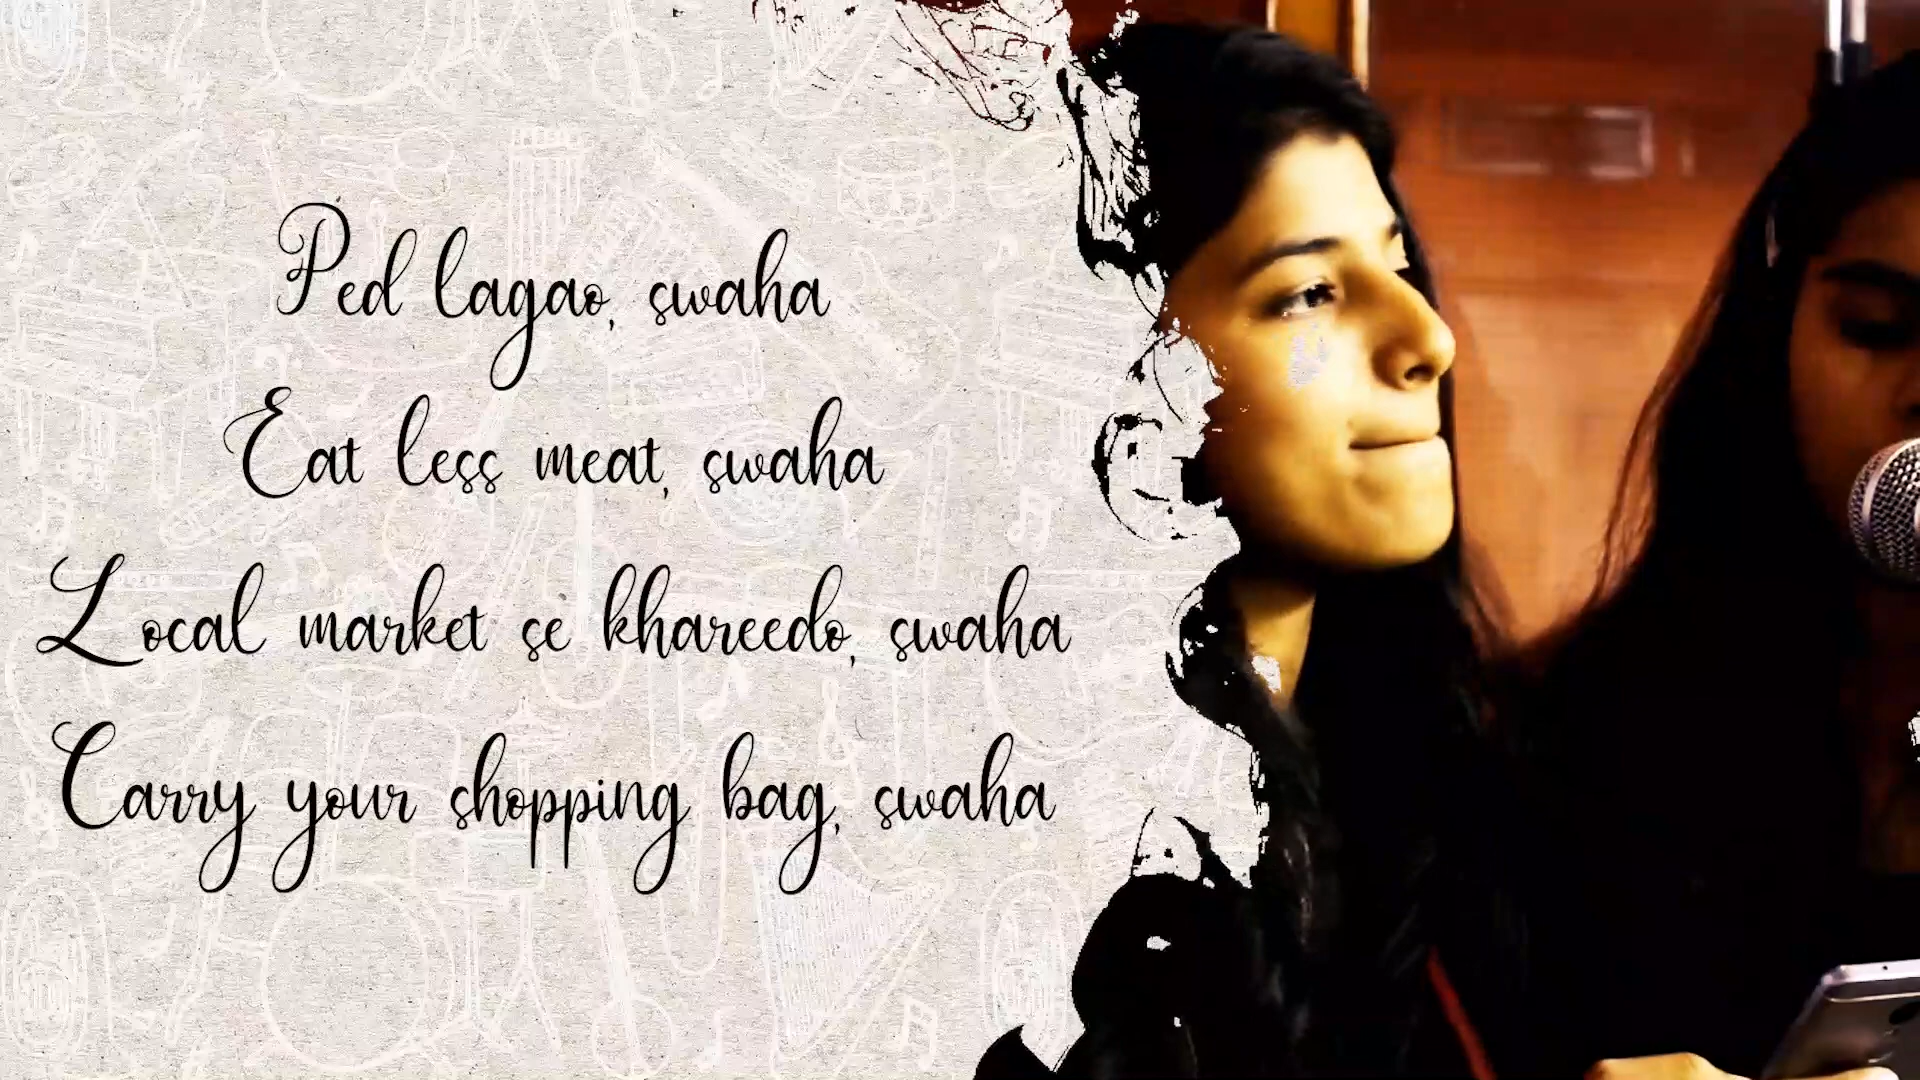 Ped lagao, swaha
Eat less meat, swaha
Local market se khareedo, swaha
Carry your shopping bag, swaha